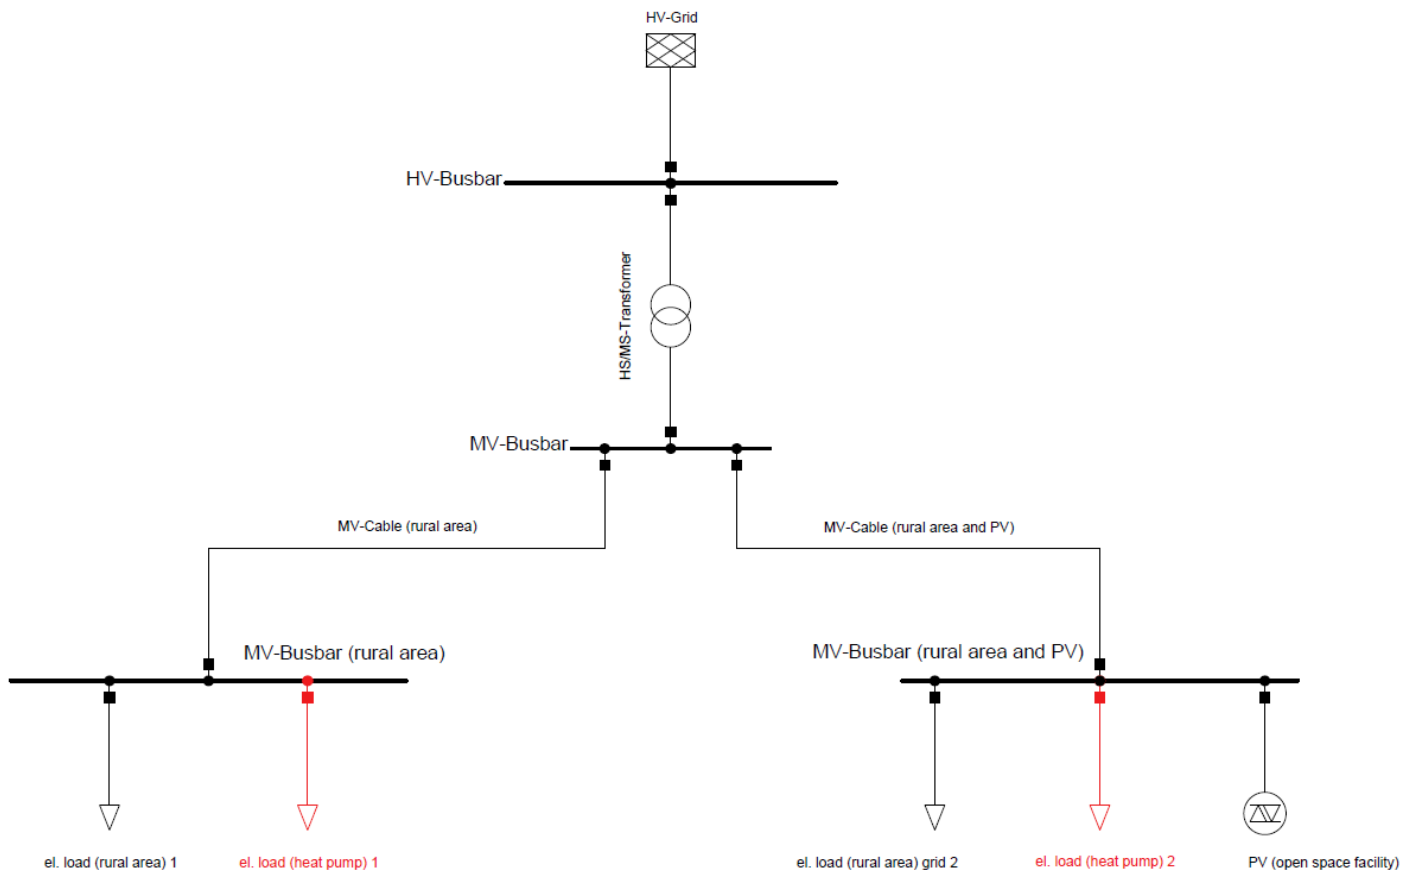 HV-Grid
HV-Busbar
HS/MS-Transformer
MV-Busbar
MV-Cable (rural area)
MV-Cable (rural area and PV)
MV-Busbar (rural area)
MV-Busbar (rural area and PV)
el. load (rural area) 1
el. load (heat pump) 1
el. load (rural area) grid 2
el. load (heat pump) 2
PV (open space facility)